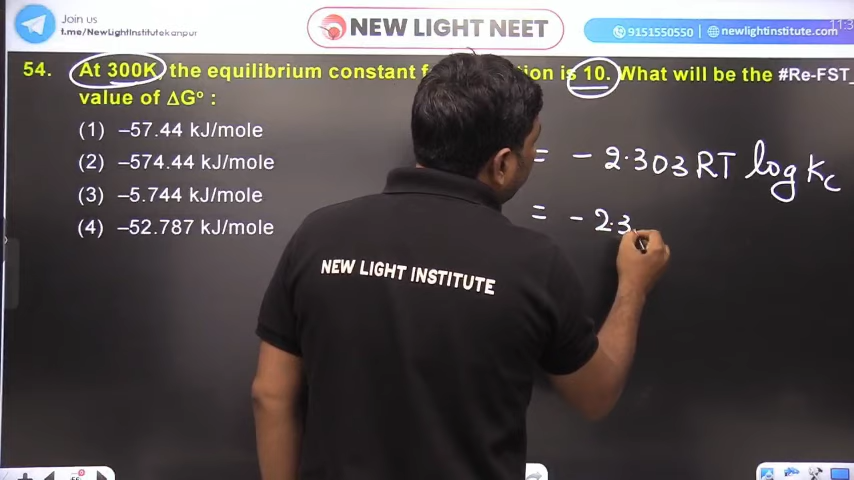 Join us
t.me/NewLightInstitutekanpur
NEW LIGHT NEET
9151550550 | newlightinstitute.com
11:3
54. At 300K, the equilibrium constant f ion is 10. What will be the #Re-FST_
value of ΔG° :
(1) –57.44 kJ/mole
(2) –574.44 kJ/mole
(3) –5.744 kJ/mole
(4) –52.787 kJ/mole
= - 2.303 RT log Kc
= - 2.3
NEW LIGHT INSTITUTE